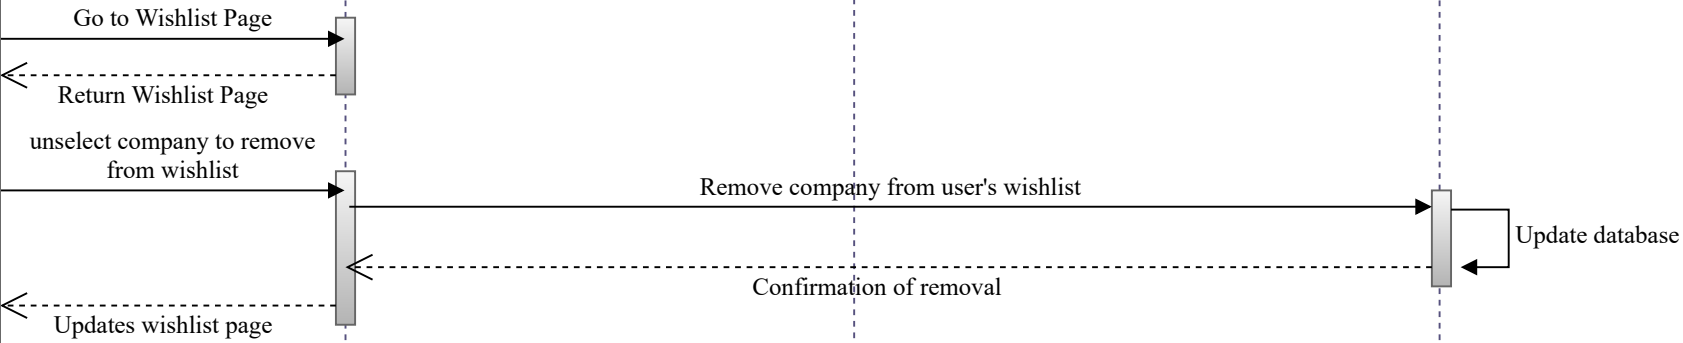 Go to Wishlist Page
Return Wishlist Page
unselect company to remove
from wishlist
Remove company from user's wishlist
Update database
Confirmation of removal
Updates wishlist page